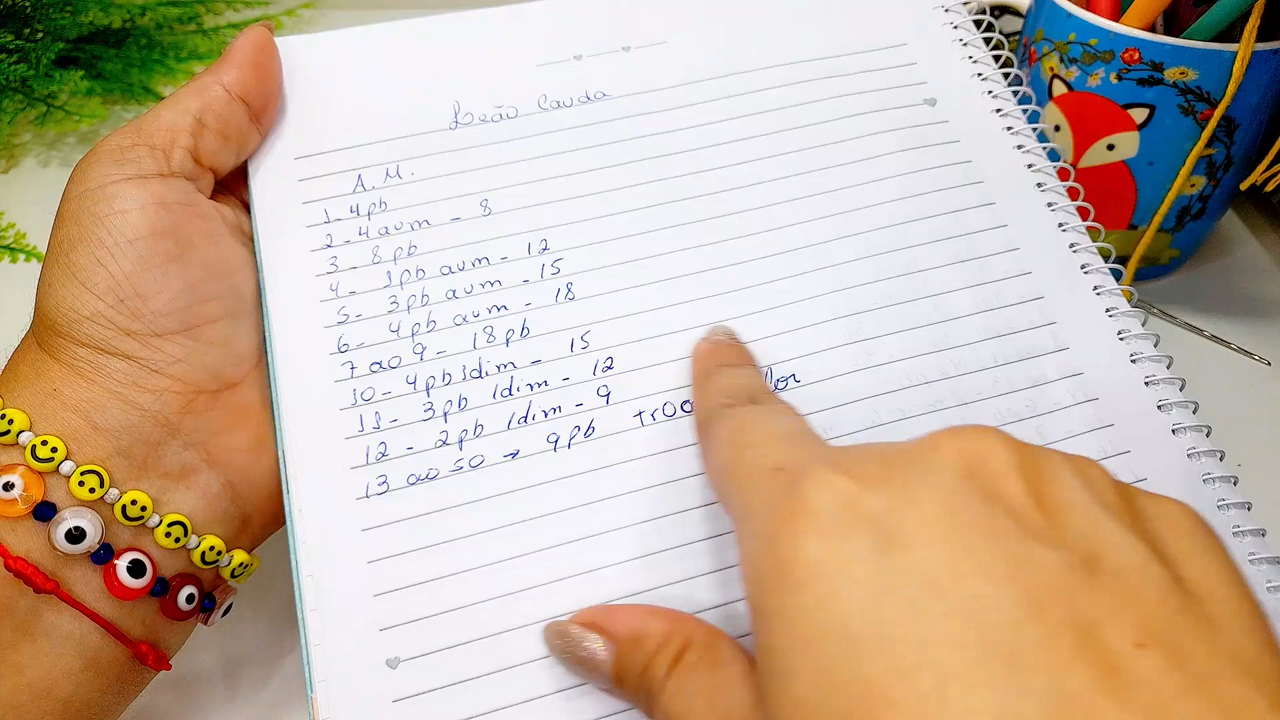 Leão Cauda
A.M.
1- 4pb
2- 4aum - 8
3- 8pb
4- 1pb aum - 12
5- 3pb aum - 15
6- 4pb aum - 18
7 ao 9 - 18pb
10- 4pb 1dim - 15
11- 3pb 1dim - 12
12- 2pb 1dim - 9
13 ao 50 → 9pb